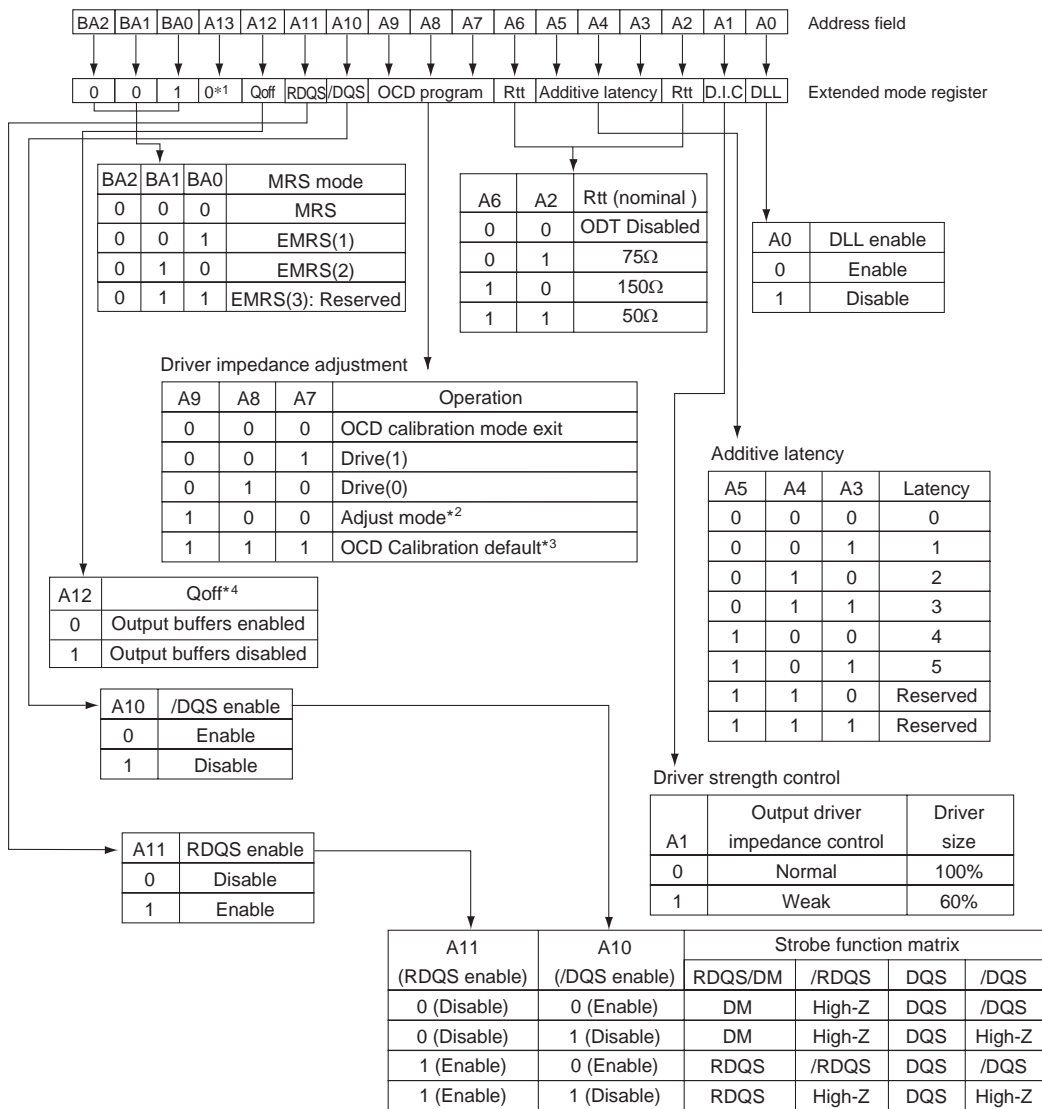 BA2 BA1 BA0 A13 A12 A11 A10 A9 A8 A7 A6 A5 A4 A3 A2 A1 A0 Address field
0 0 1 0*1 Qoff RDQS /DQS OCD program Rtt Additive latency Rtt D.I.C DLL Extended mode register
BA2 BA1 BA0 MRS mode
0 0 0 MRS
0 0 1 EMRS(1)
0 1 0 EMRS(2)
0 1 1 EMRS(3): Reserved
A6 A2 Rtt (nominal )
0 0 ODT Disabled
0 1 75Ω
1 0 150Ω
1 1 50Ω
A0 DLL enable
0 Enable
1 Disable
Driver impedance adjustment
A9 A8 A7 Operation
0 0 0 OCD calibration mode exit
0 0 1 Drive(1)
0 1 0 Drive(0)
1 0 0 Adjust mode*2
1 1 1 OCD Calibration default*3
Additive latency
A5 A4 A3 Latency
0 0 0 0
0 0 1 1
0 1 0 2
0 1 1 3
1 0 0 4
1 0 1 5
1 1 0 Reserved
1 1 1 Reserved
A12 Qoff*4
0 Output buffers enabled
1 Output buffers disabled
A10 /DQS enable
0 Enable
1 Disable
Driver strength control
Output driver Driver
A1 impedance control size
0 Normal 100%
1 Weak 60%
A11 RDQS enable
0 Disable
1 Enable
A11 A10 Strobe function matrix
(RDQS enable) (/DQS enable) RDQS/DM /RDQS DQS /DQS
0 (Disable) 0 (Enable) DM High-Z DQS /DQS
0 (Disable) 1 (Disable) DM High-Z DQS High-Z
1 (Enable) 0 (Enable) RDQS /RDQS DQS /DQS
1 (Enable) 1 (Disable) RDQS High-Z DQS High-Z